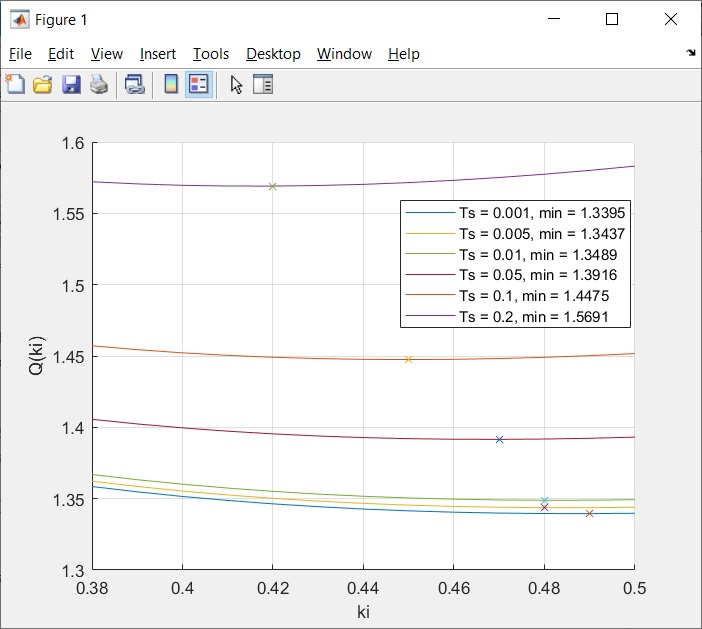 Figure 1
File Edit View Insert Tools Desktop Window Help
1.6
1.55
1.5
1.45
1.4
1.35
1.3
Q(ki)
Ts = 0.001, min = 1.3395
Ts = 0.005, min = 1.3437
Ts = 0.01, min = 1.3489
Ts = 0.05, min = 1.3916
Ts = 0.1, min = 1.4475
Ts = 0.2, min = 1.5691
0.38 0.4 0.42 0.44 0.46 0.48 0.5
ki